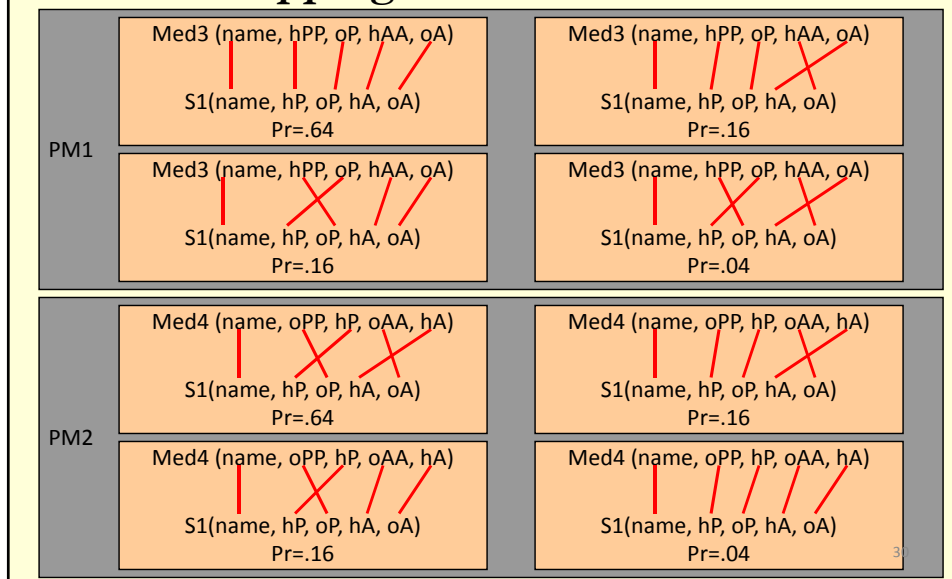 PM1
Med3 (name, hPP, oP, hAA, oA)
S1(name, hP, oP, hA, oA)
Pr=.64
Med3 (name, hPP, oP, hAA, oA)
S1(name, hP, oP, hA, oA)
Pr=.16
Med3 (name, hPP, oP, hAA, oA)
S1(name, hP, oP, hA, oA)
Pr=.16
Med3 (name, hPP, oP, hAA, oA)
S1(name, hP, oP, hA, oA)
Pr=.04
PM2
Med4 (name, oPP, hP, oAA, hA)
S1(name, hP, oP, hA, oA)
Pr=.64
Med4 (name, oPP, hP, oAA, hA)
S1(name, hP, oP, hA, oA)
Pr=.16
Med4 (name, oPP, hP, oAA, hA)
S1(name, hP, oP, hA, oA)
Pr=.16
Med4 (name, oPP, hP, oAA, hA)
S1(name, hP, oP, hA, oA)
Pr=.04